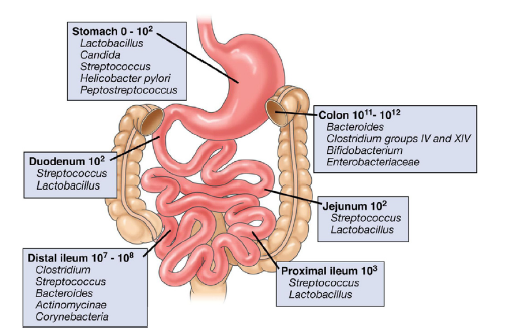 Stomach 0 - 10²
Lactobacillus
Candida
Streptococcus
Helicobacter pylori
Peptostreptococcus
Colon 10¹¹- 10¹²
Bacteroides
Clostridium groups IV and XIV
Bifidobacterium
Enterobacteriaceae
Duodenum 10²
Streptococcus
Lactobacillus
Jejunum 10²
Streptococcus
Lactobacillus
Distal ileum 10⁷ - 10⁸
Clostridium
Streptococcus
Bacteroides
Actinomycinae
Corynebacteria
Proximal ileum 10³
Streptococcus
Lactobacillus